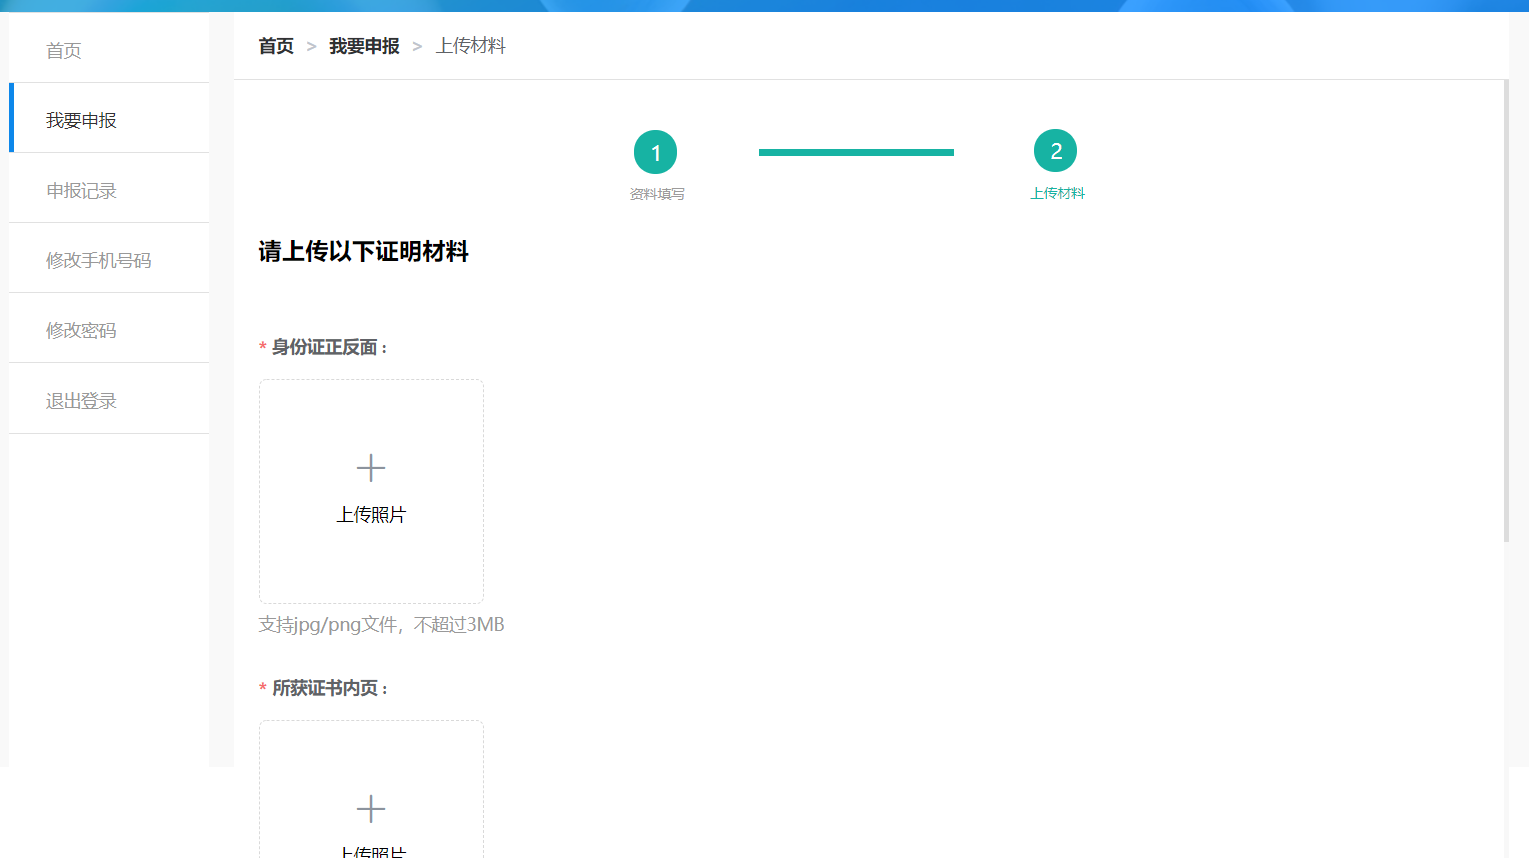 首页
我要申报
申报记录
修改手机号码
修改密码
退出登录
首页 > 我要申报 > 上传材料
1
资料填写
2
上传材料
请上传以下证明材料
* 身份证正反面：
上传照片
支持jpg/png文件，不超过3MB
* 所获证书内页：
上传照片